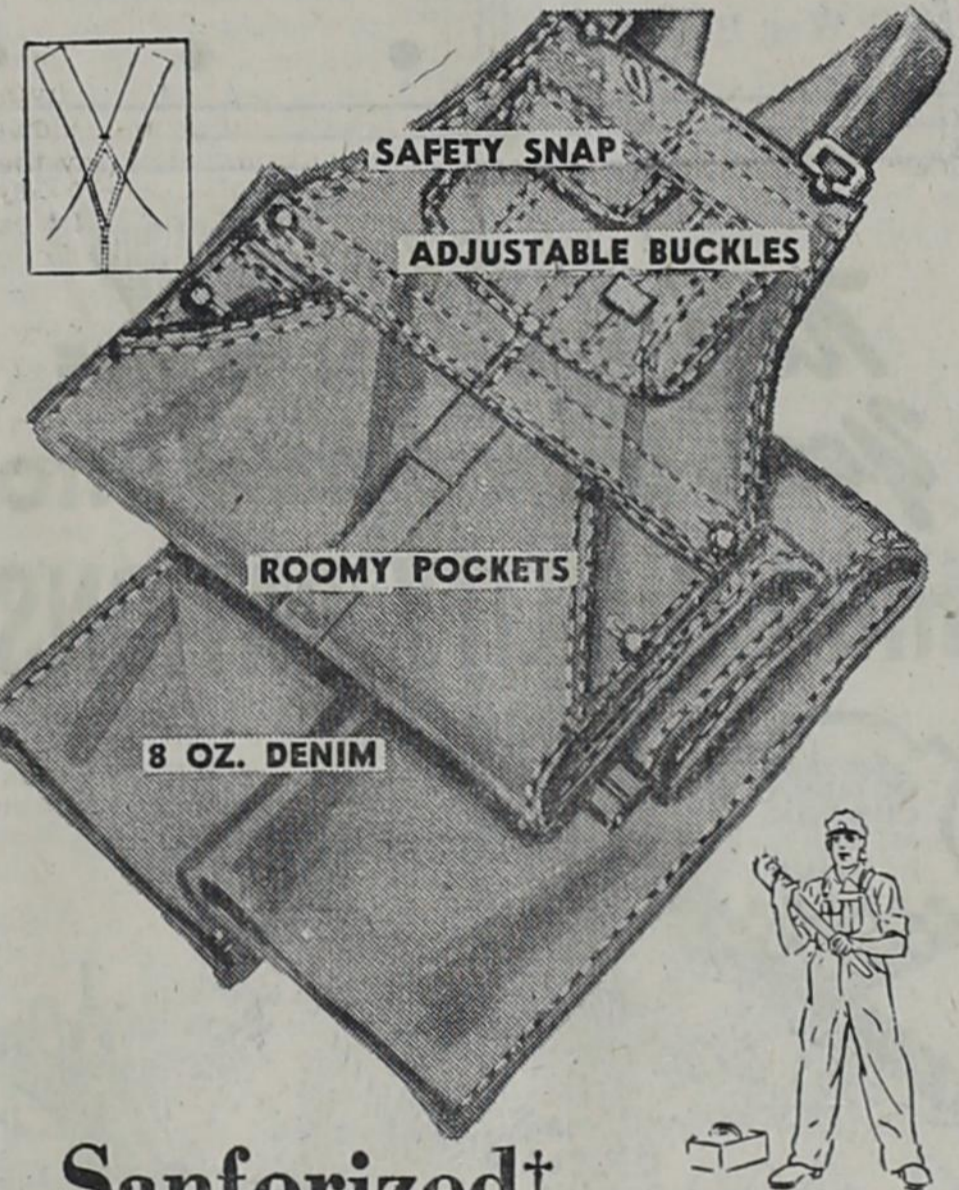 SAFETY SNAP
ADJUSTABLE BUCKLES
ROOMY POCKETS
8 OZ. DENIM
Sanforized†